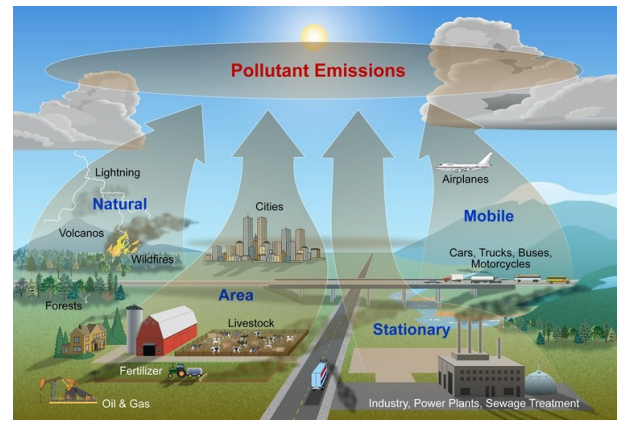 Pollutant Emissions
Lightning
Airplanes
Natural
Cities
Mobile
Volcanos
Wildfires
Cars, Trucks, Buses,
Motorcycles
Area
Forests
Livestock
Stationary
Fertilizer
Oil & Gas
Industry, Power Plants, Sewage Treatment